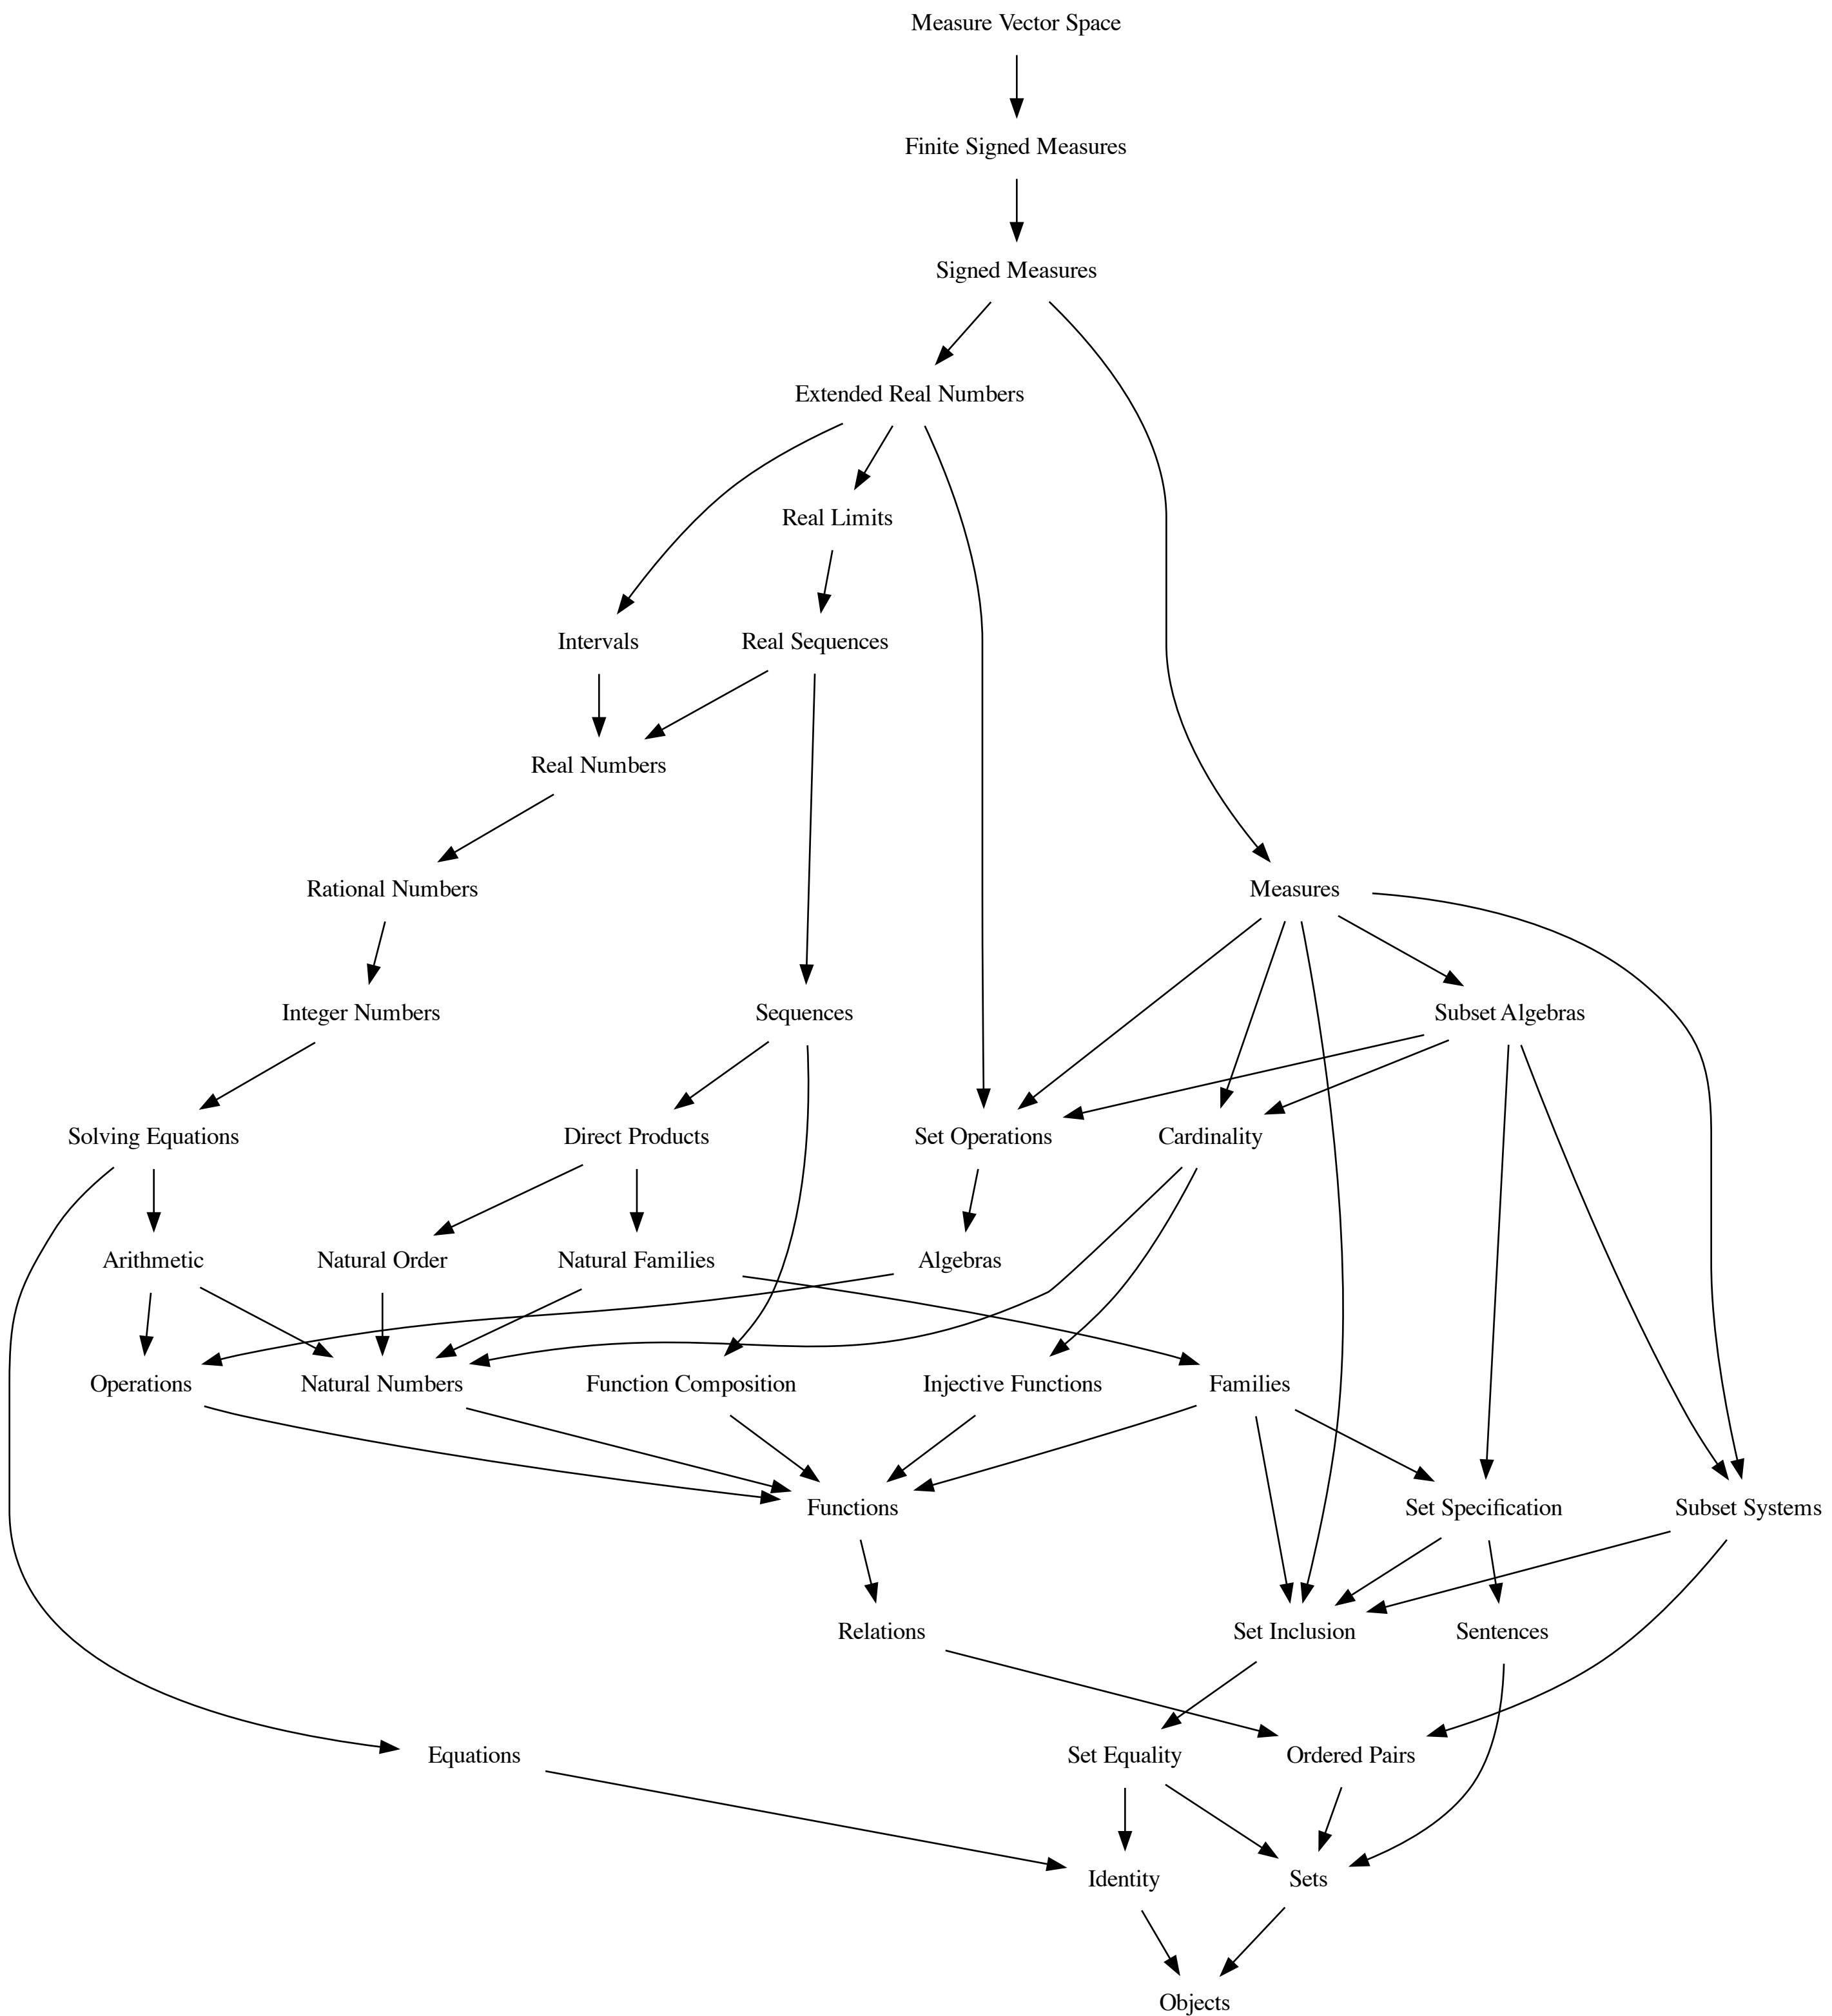 Measure Vector Space
Finite Signed Measures
Signed Measures
Extended Real Numbers
Real Limits
Intervals
Real Sequences
Real Numbers
Rational Numbers
Measures
Integer Numbers
Sequences
Subset Algebras
Solving Equations
Direct Products
Set Operations
Cardinality
Arithmetic
Natural Order
Natural Families
Algebras
Operations
Natural Numbers
Function Composition
Injective Functions
Families
Functions
Set Specification
Subset Systems
Relations
Set Inclusion
Sentences
Equations
Set Equality
Ordered Pairs
Identity
Sets
Objects